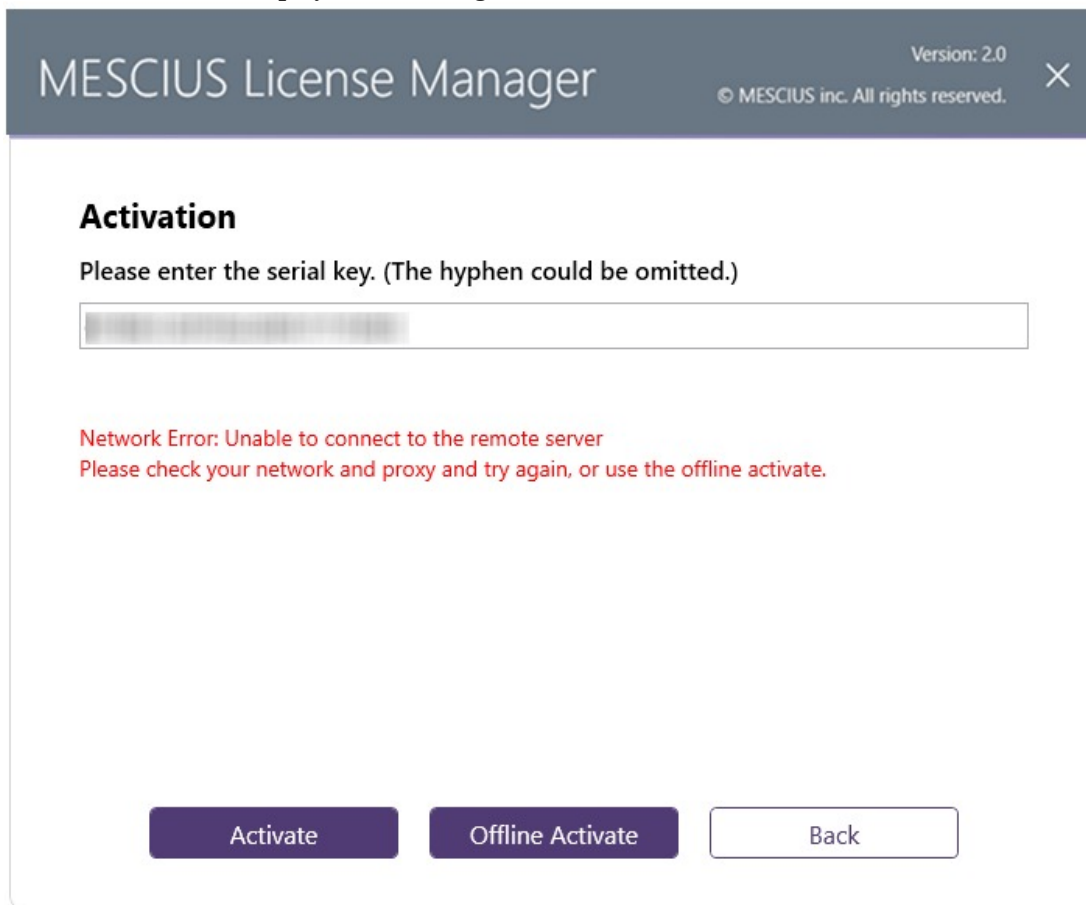 MESCIUS License Manager
Version: 2.0
© MESCIUS inc. All rights reserved.
Activation
Please enter the serial key. (The hyphen could be omitted.)
Network Error: Unable to connect to the remote server
Please check your network and proxy and try again, or use the offline activate.
Activate
Offline Activate
Back